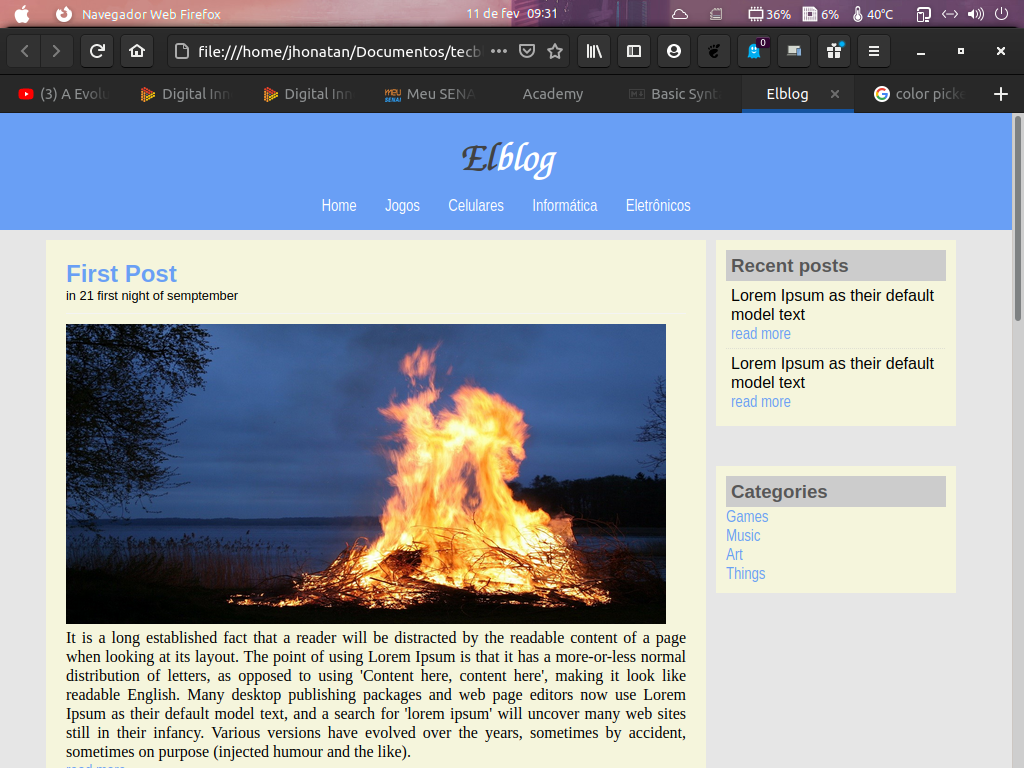 Navegador Web Firefox
11 de fev 09:31
36%
6%
40°C
file:///home/jhonatan/Documentos/tecbl
0
(3) A Evolu
Digital Inn
Digital Inn
MEU SENAI
Meu SENA
Academy
Basic Synt
Elblog
color picke
Elblog
Home
Jogos
Celulares
Informática
Eletrônicos
First Post
in 21 first night of semptember
It is a long established fact that a reader will be distracted by the readable content of a page
when looking at its layout. The point of using Lorem Ipsum is that it has a more-or-less normal
distribution of letters, as opposed to using 'Content here, content here', making it look like
readable English. Many desktop publishing packages and web page editors now use Lorem
Ipsum as their default model text, and a search for 'lorem ipsum' will uncover many web sites
still in their infancy. Various versions have evolved over the years, sometimes by accident,
sometimes on purpose (injected humour and the like).
read more
Recent posts
Lorem Ipsum as their default
model text
read more
Lorem Ipsum as their default
model text
read more
Categories
Games
Music
Art
Things